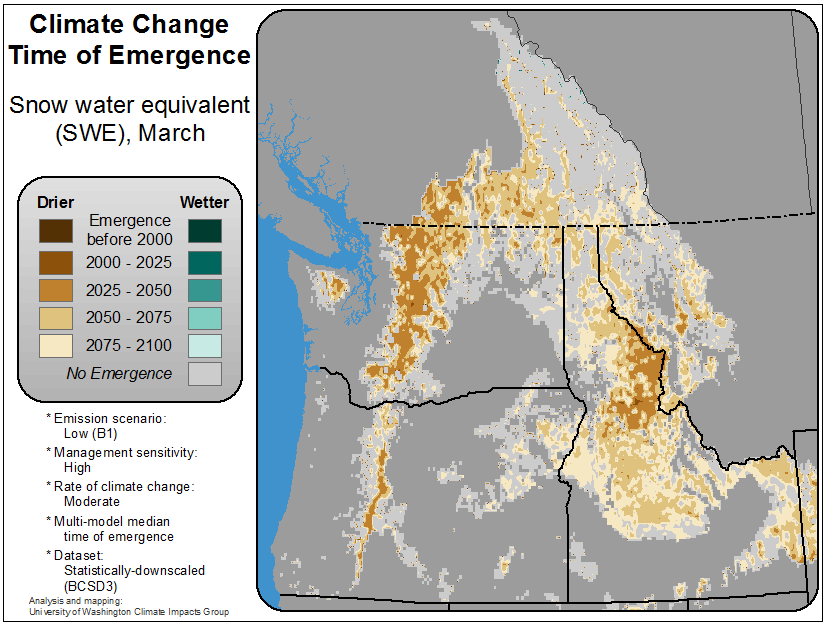 Climate Change
Time of Emergence
Snow water equivalent
(SWE), March
Drier
Wetter
Emergence
before 2000
2000 - 2025
2025 - 2050
2050 - 2075
2075 - 2100
No Emergence
* Emission scenario:
Low (B1)
* Management sensitivity:
High
* Rate of climate change:
Moderate
* Multi-model median
time of emergence
* Dataset:
Statistically-downscaled
(BCSD3)
Analysis and mapping:
University of Washington Climate Impacts Group